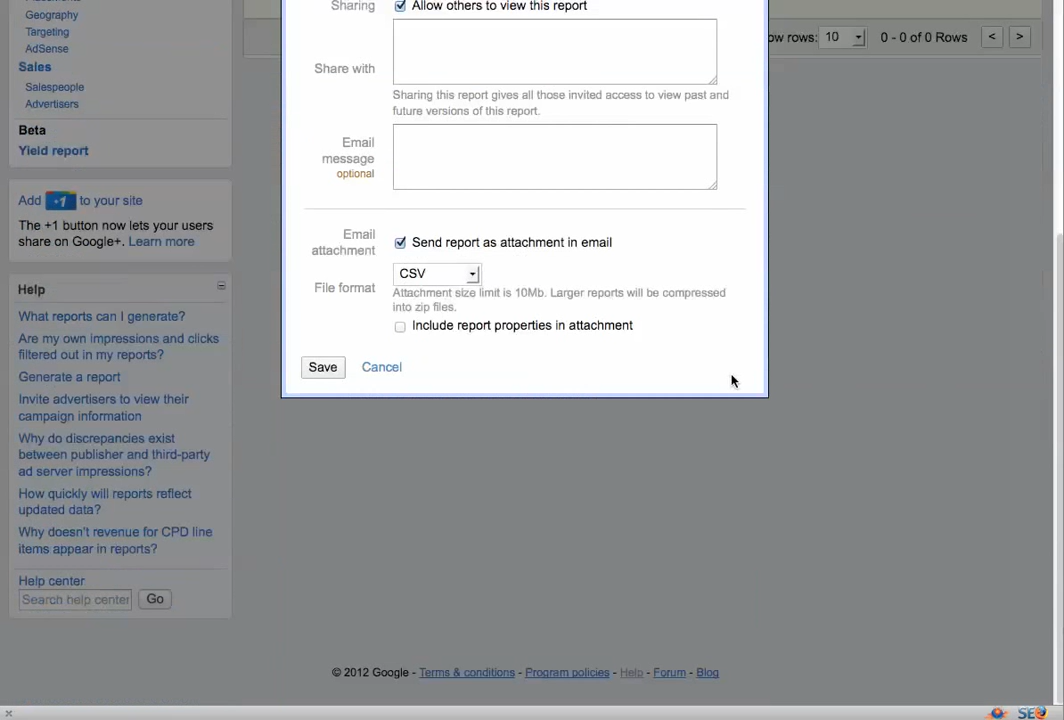 Geography
Targeting
AdSense
Sales
Salespeople
Advertisers
Beta
Yield report
Add +1 to your site
The +1 button now lets your users
share on Google+. Learn more
Help
What reports can I generate?
Are my own impressions and clicks
filtered out in my reports?
Generate a report
Invite advertisers to view their
campaign information
Why do discrepancies exist
between publisher and third-party
ad server impressions?
How quickly will reports reflect
updated data?
Why doesn't revenue for CPD line
items appear in reports?
Help center
Search help center Go
Sharing Allow others to view this report
Share with
Sharing this report gives all those invited access to view past and
future versions of this report.
Email
message
optional
Email
attachment
Send report as attachment in email
File format
CSV
Attachment size limit is 10Mb. Larger reports will be compressed
into zip files.
Include report properties in attachment
Save Cancel
rows: 10 0 - 0 of 0 Rows < >
© 2012 Google - Terms & conditions - Program policies - Help - Forum - Blog